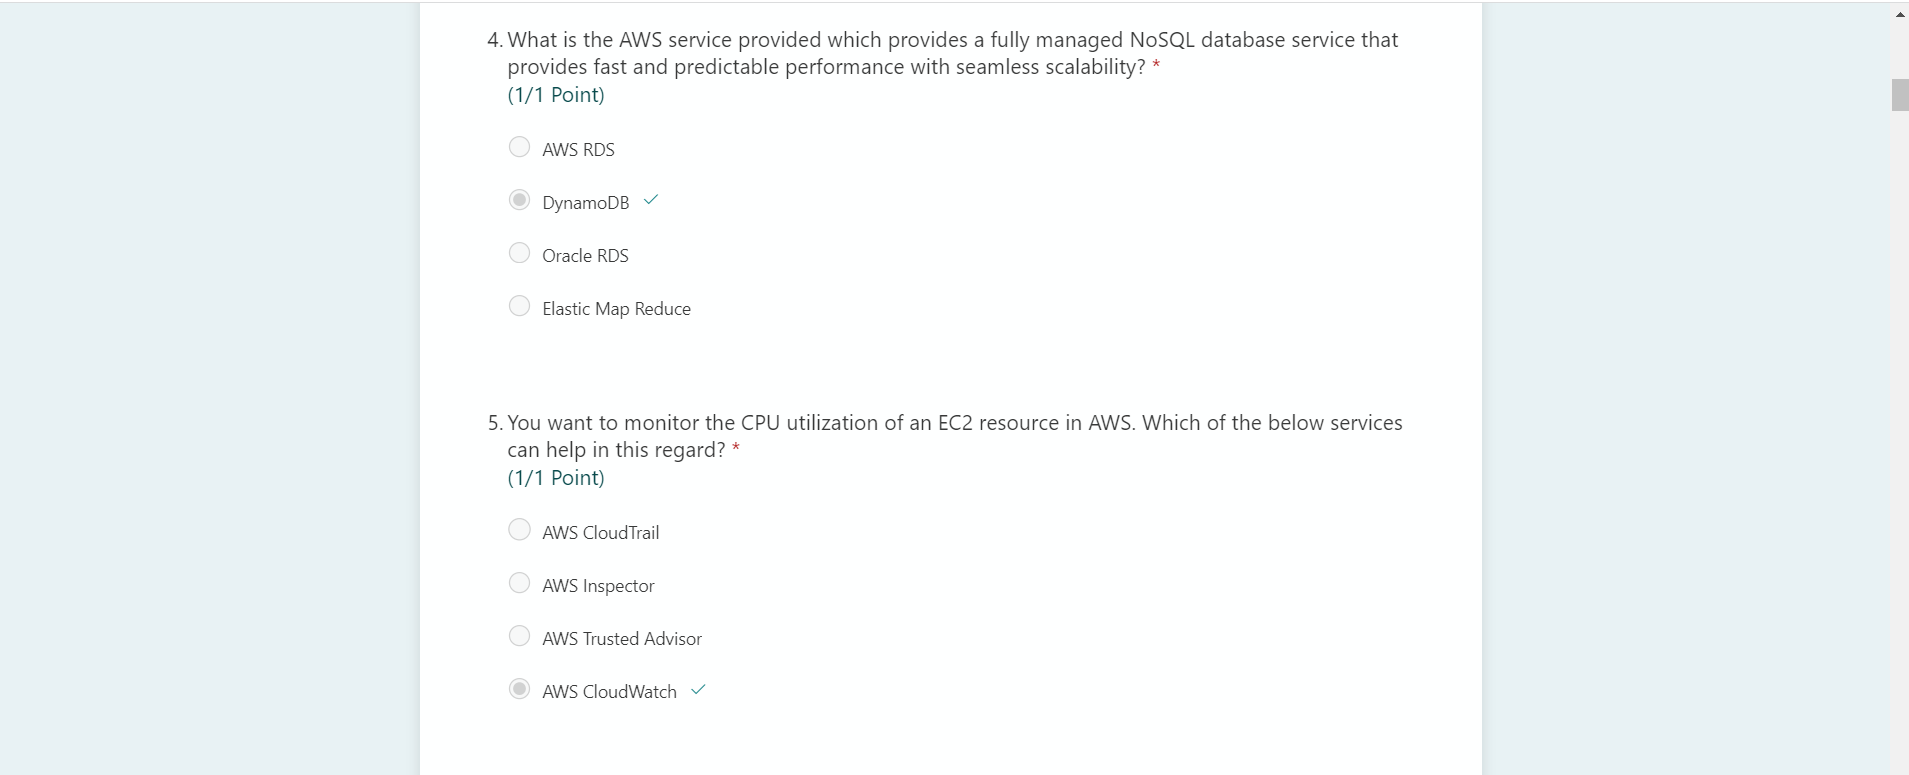 4. What is the AWS service provided which provides a fully managed NoSQL database service that
provides fast and predictable performance with seamless scalability? *
(1/1 Point)
AWS RDS
DynamoDB
Oracle RDS
Elastic Map Reduce
5. You want to monitor the CPU utilization of an EC2 resource in AWS. Which of the below services
can help in this regard? *
(1/1 Point)
AWS CloudTrail
AWS Inspector
AWS Trusted Advisor
AWS CloudWatch